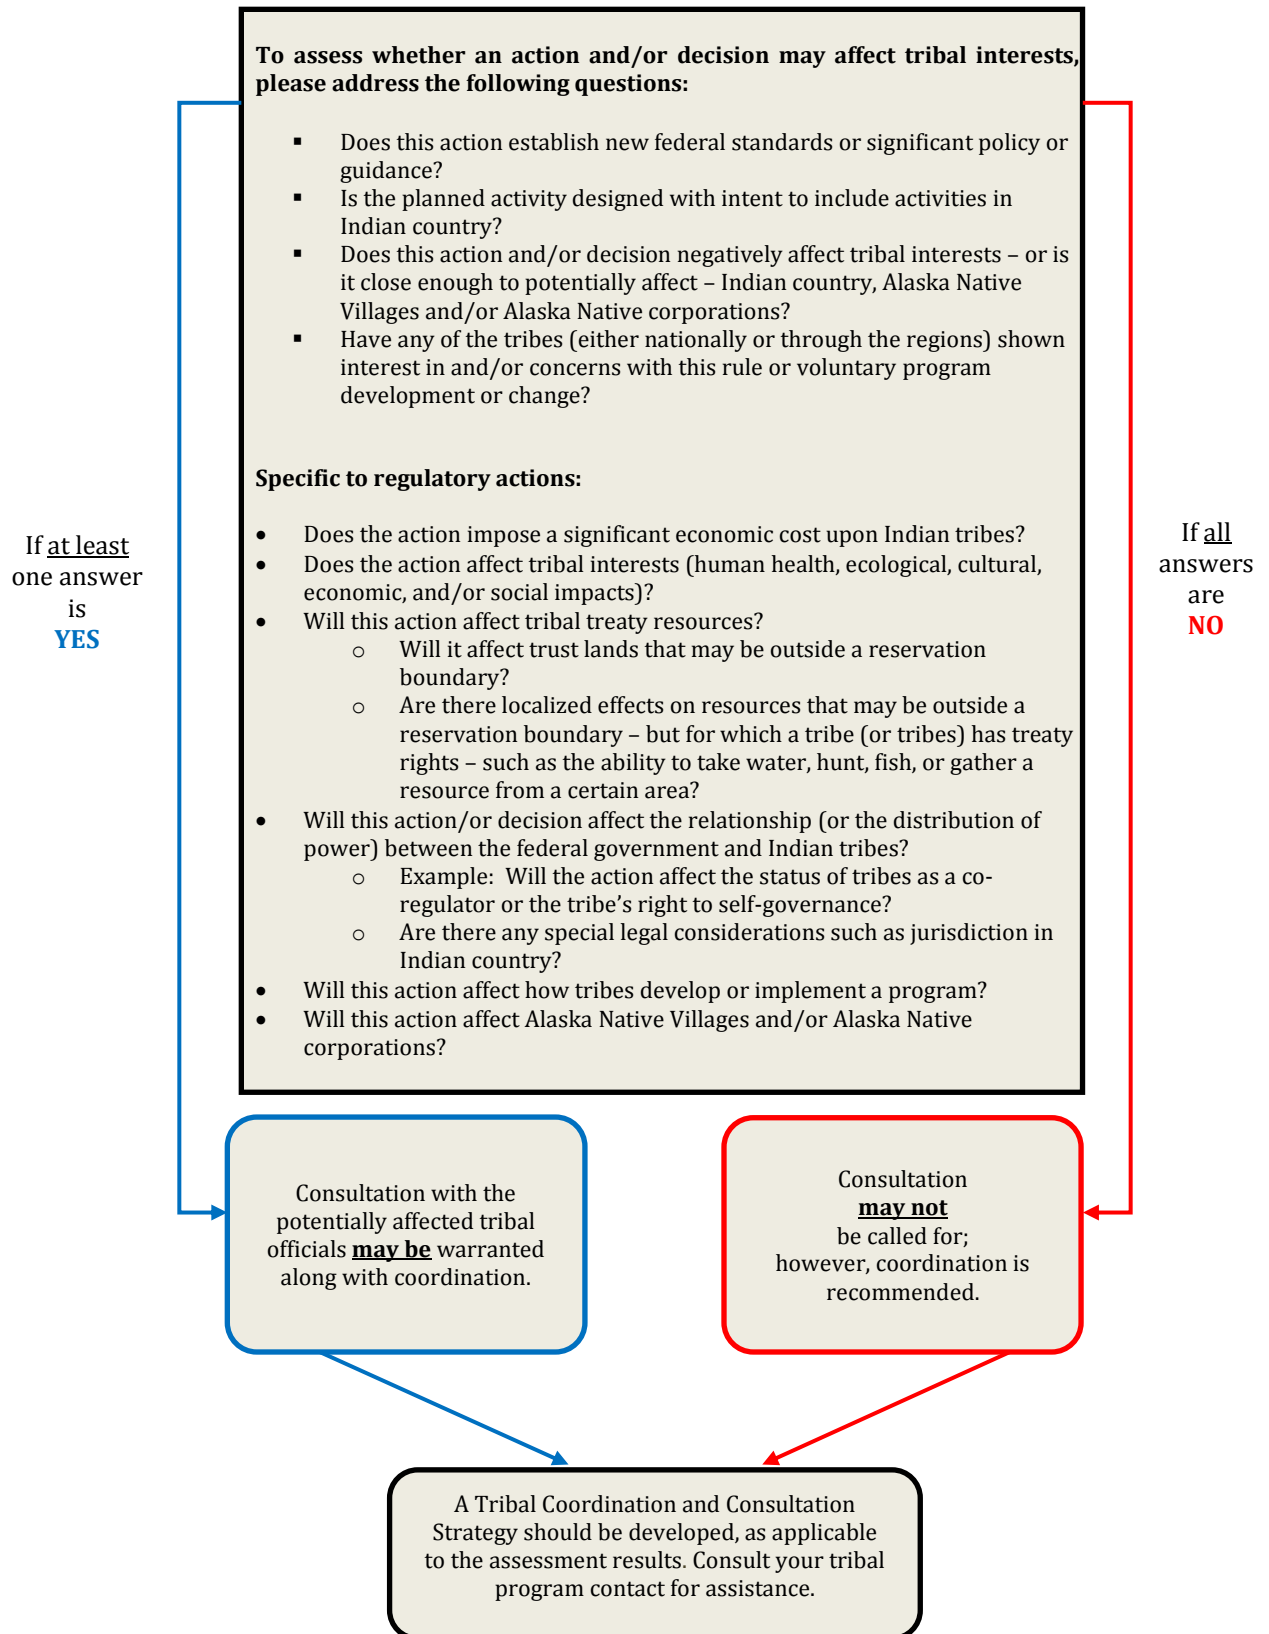 To assess whether an action and/or decision may affect tribal interests,
please address the following questions:
▪ Does this action establish new federal standards or significant policy or
guidance?
▪ Is the planned activity designed with intent to include activities in
Indian country?
▪ Does this action and/or decision negatively affect tribal interests – or is
it close enough to potentially affect – Indian country, Alaska Native
Villages and/or Alaska Native corporations?
▪ Have any of the tribes (either nationally or through the regions) shown
interest in and/or concerns with this rule or voluntary program
development or change?
Specific to regulatory actions:
• Does the action impose a significant economic cost upon Indian tribes?
• Does the action affect tribal interests (human health, ecological, cultural,
economic, and/or social impacts)?
• Will this action affect tribal treaty resources?
o Will it affect trust lands that may be outside a reservation
boundary?
o Are there localized effects on resources that may be outside a
reservation boundary – but for which a tribe (or tribes) has treaty
rights – such as the ability to take water, hunt, fish, or gather a
resource from a certain area?
• Will this action/or decision affect the relationship (or the distribution of
power) between the federal government and Indian tribes?
o Example: Will the action affect the status of tribes as a co-
regulator or the tribe's right to self-governance?
o Are there any special legal considerations such as jurisdiction in
Indian country?
• Will this action affect how tribes develop or implement a program?
• Will this action affect Alaska Native Villages and/or Alaska Native
corporations?
If at least
one answer
is
YES
If all
answers
are
NO
Consultation with the
potentially affected tribal
officials may be warranted
along with coordination.
Consultation
may not
be called for;
however, coordination is
recommended.
A Tribal Coordination and Consultation
Strategy should be developed, as applicable
to the assessment results. Consult your tribal
program contact for assistance.